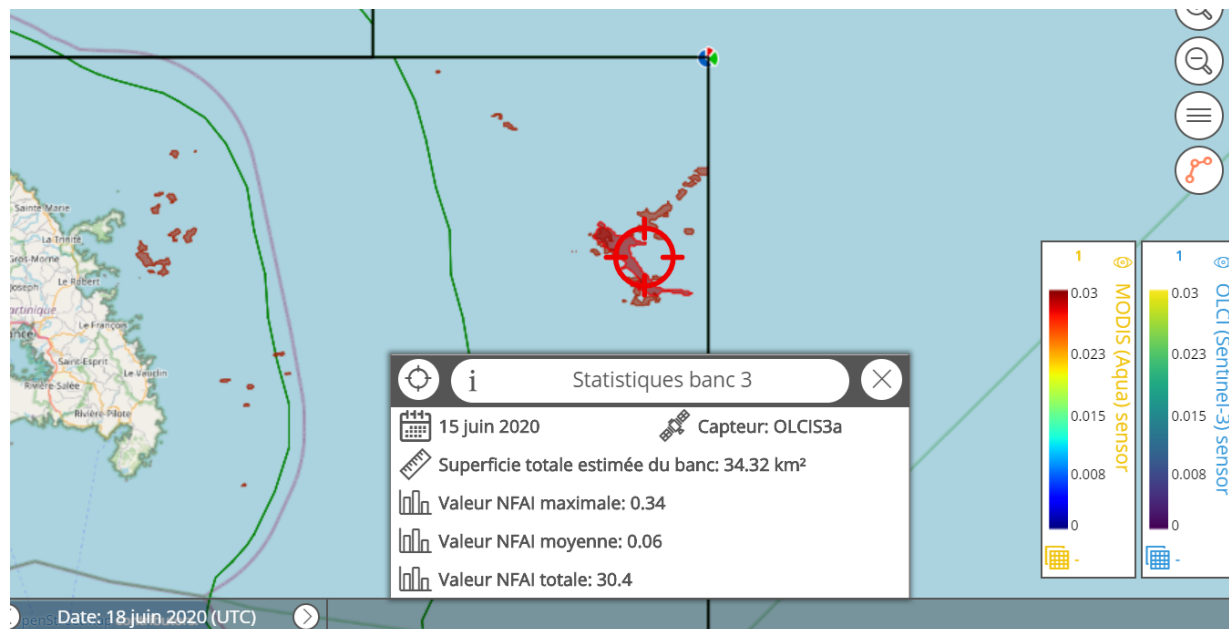 Sainte-Marie
La Trinité
Gros-Morne
Le Robert
Joseph
artinique
Le François
ance
Saint-Esprit
Le Vauclin
Rivière-Salée
Rivière-Pilote
1
MODIS (Aqua) sensor
0.03
0.023
0.015
0.008
0
-
1
OLCI (Sentinel-3) sensor
0.03
0.023
0.015
0.008
0
-
i Statistiques banc 3
15 juin 2020 Capteur: OLCIS3a
Superficie totale estimée du banc: 34.32 km²
Valeur NFAI maximale: 0.34
Valeur NFAI moyenne: 0.06
Valeur NFAI totale: 30.4
Date: 18 juin 2020 (UTC)